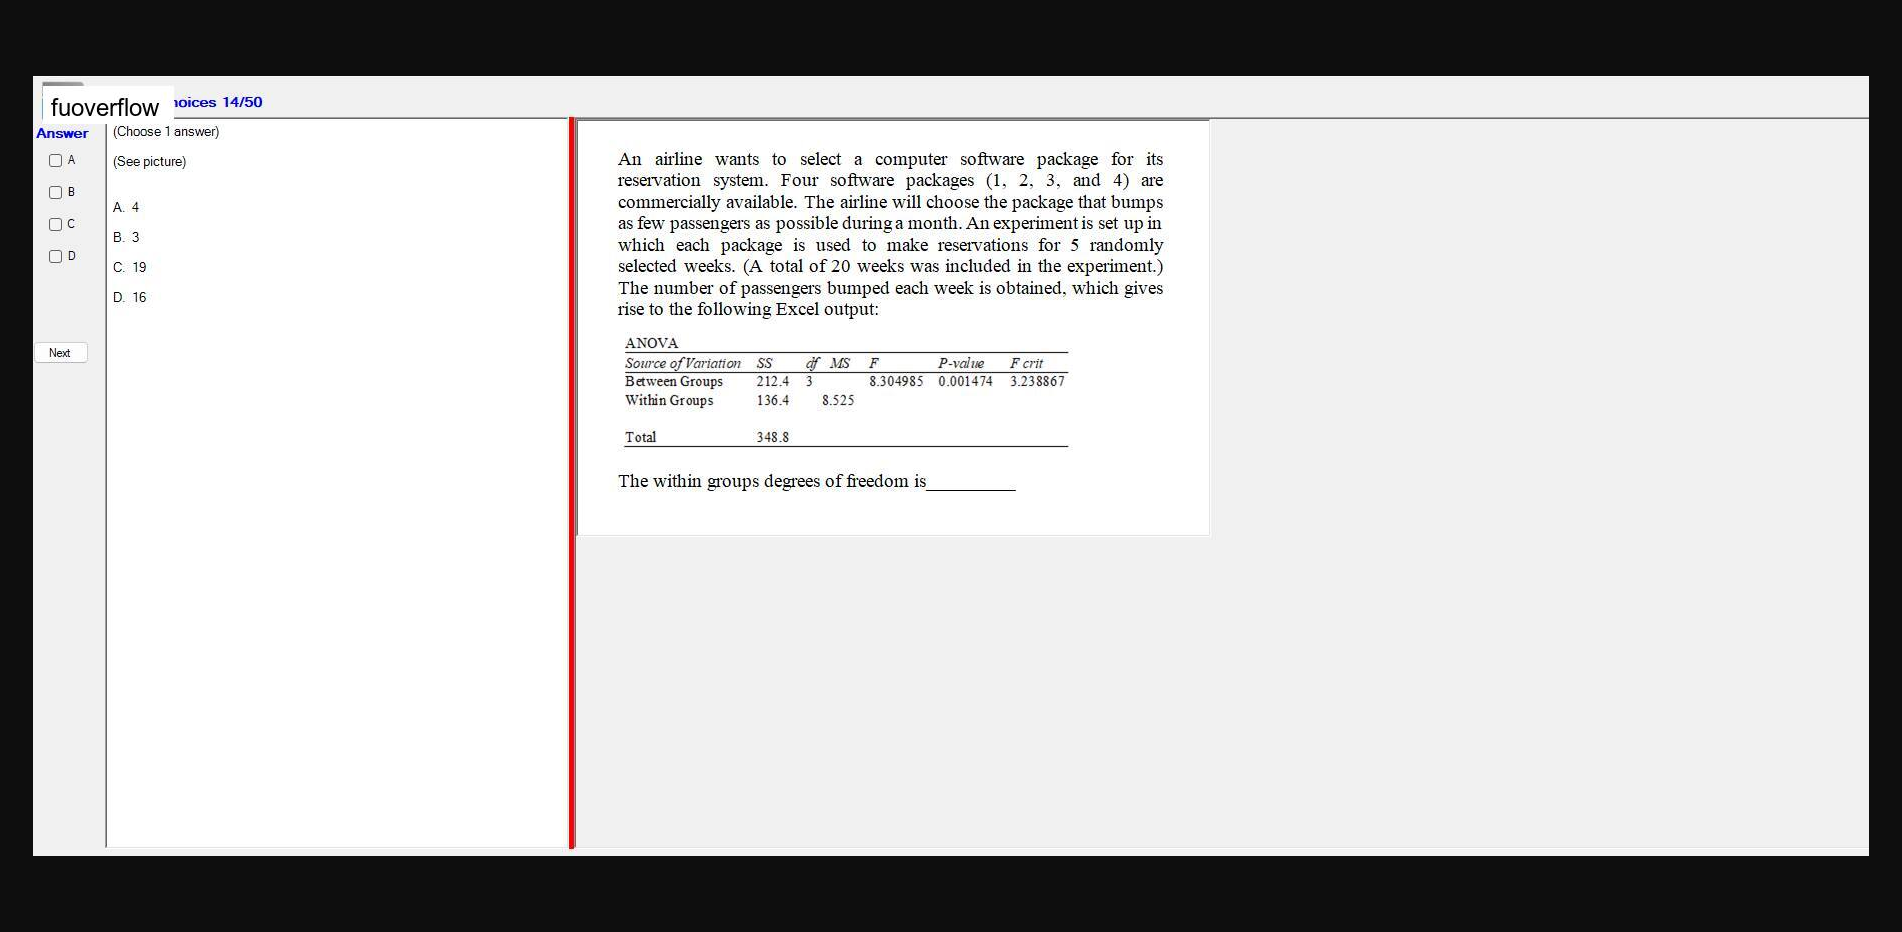 fuoverflow
hoices 14/50
Answer
(Choose 1 answer)
A
(See picture)
B
C
D
A. 4
B. 3
C. 19
D. 16
Next
An airline wants to select a computer software package for its
reservation system. Four software packages (1, 2, 3, and 4) are
commercially available. The airline will choose the package that bumps
as few passengers as possible during a month. An experiment is set up in
which each package is used to make reservations for 5 randomly
selected weeks. (A total of 20 weeks was included in the experiment.)
The number of passengers bumped each week is obtained, which gives
rise to the following Excel output:
ANOVA
Source of Variation SS df MS F P-value F crit
Between Groups 212.4 3 8.304985 0.001474 3.238867
Within Groups 136.4 8.525
Total 348.8
The within groups degrees of freedom is__________